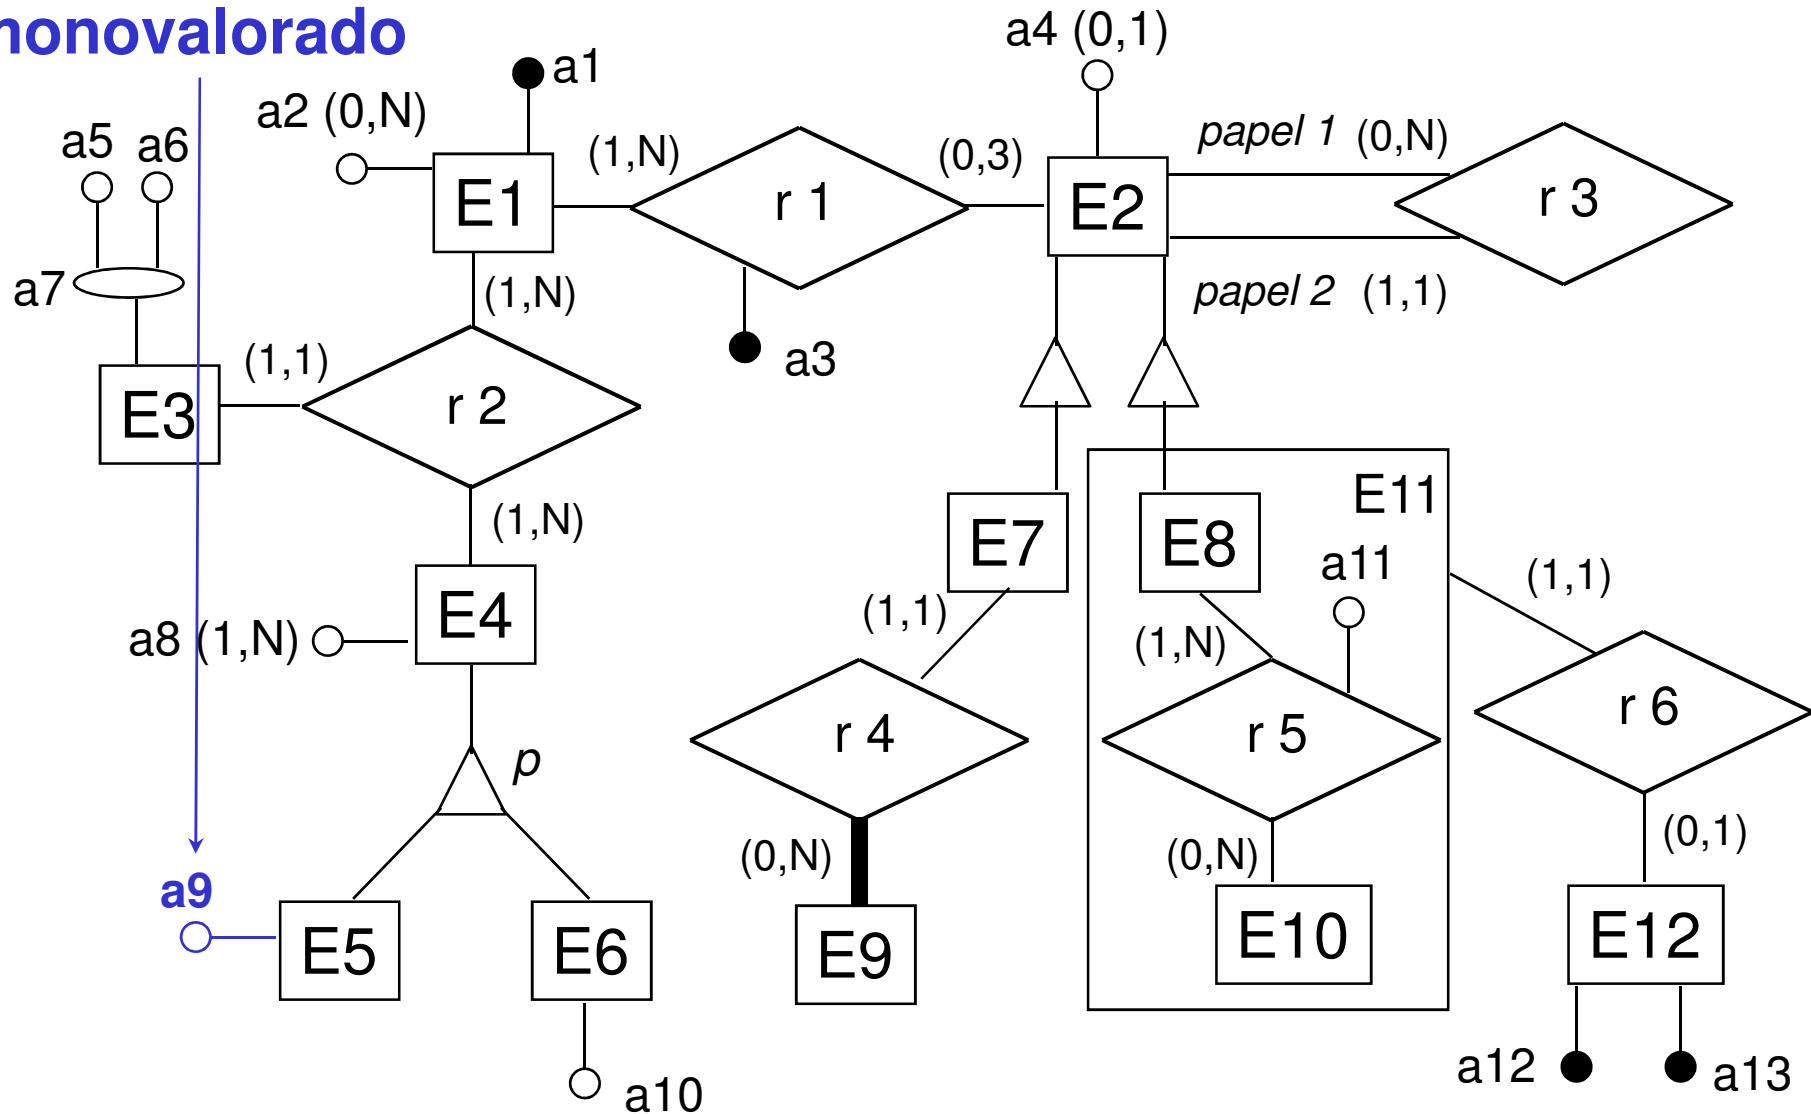 monovalorado
a4 (0,1)
a1
a2 (0,N)
a5
a6
(1,N)
(0,3)
papel 1 (0,N)
E1
r 1
E2
r 3
a7
(1,N)
papel 2 (1,1)
(1,1)
a3
E3
r 2
(1,N)
E11
E7
E8
a11
(1,1)
E4
(1,1)
a8 (1,N)
(1,N)
r 4
r 5
r 6
p
(0,N)
(0,N)
(0,1)
a9
E5
E6
E9
E10
E12
a10
a12
a13